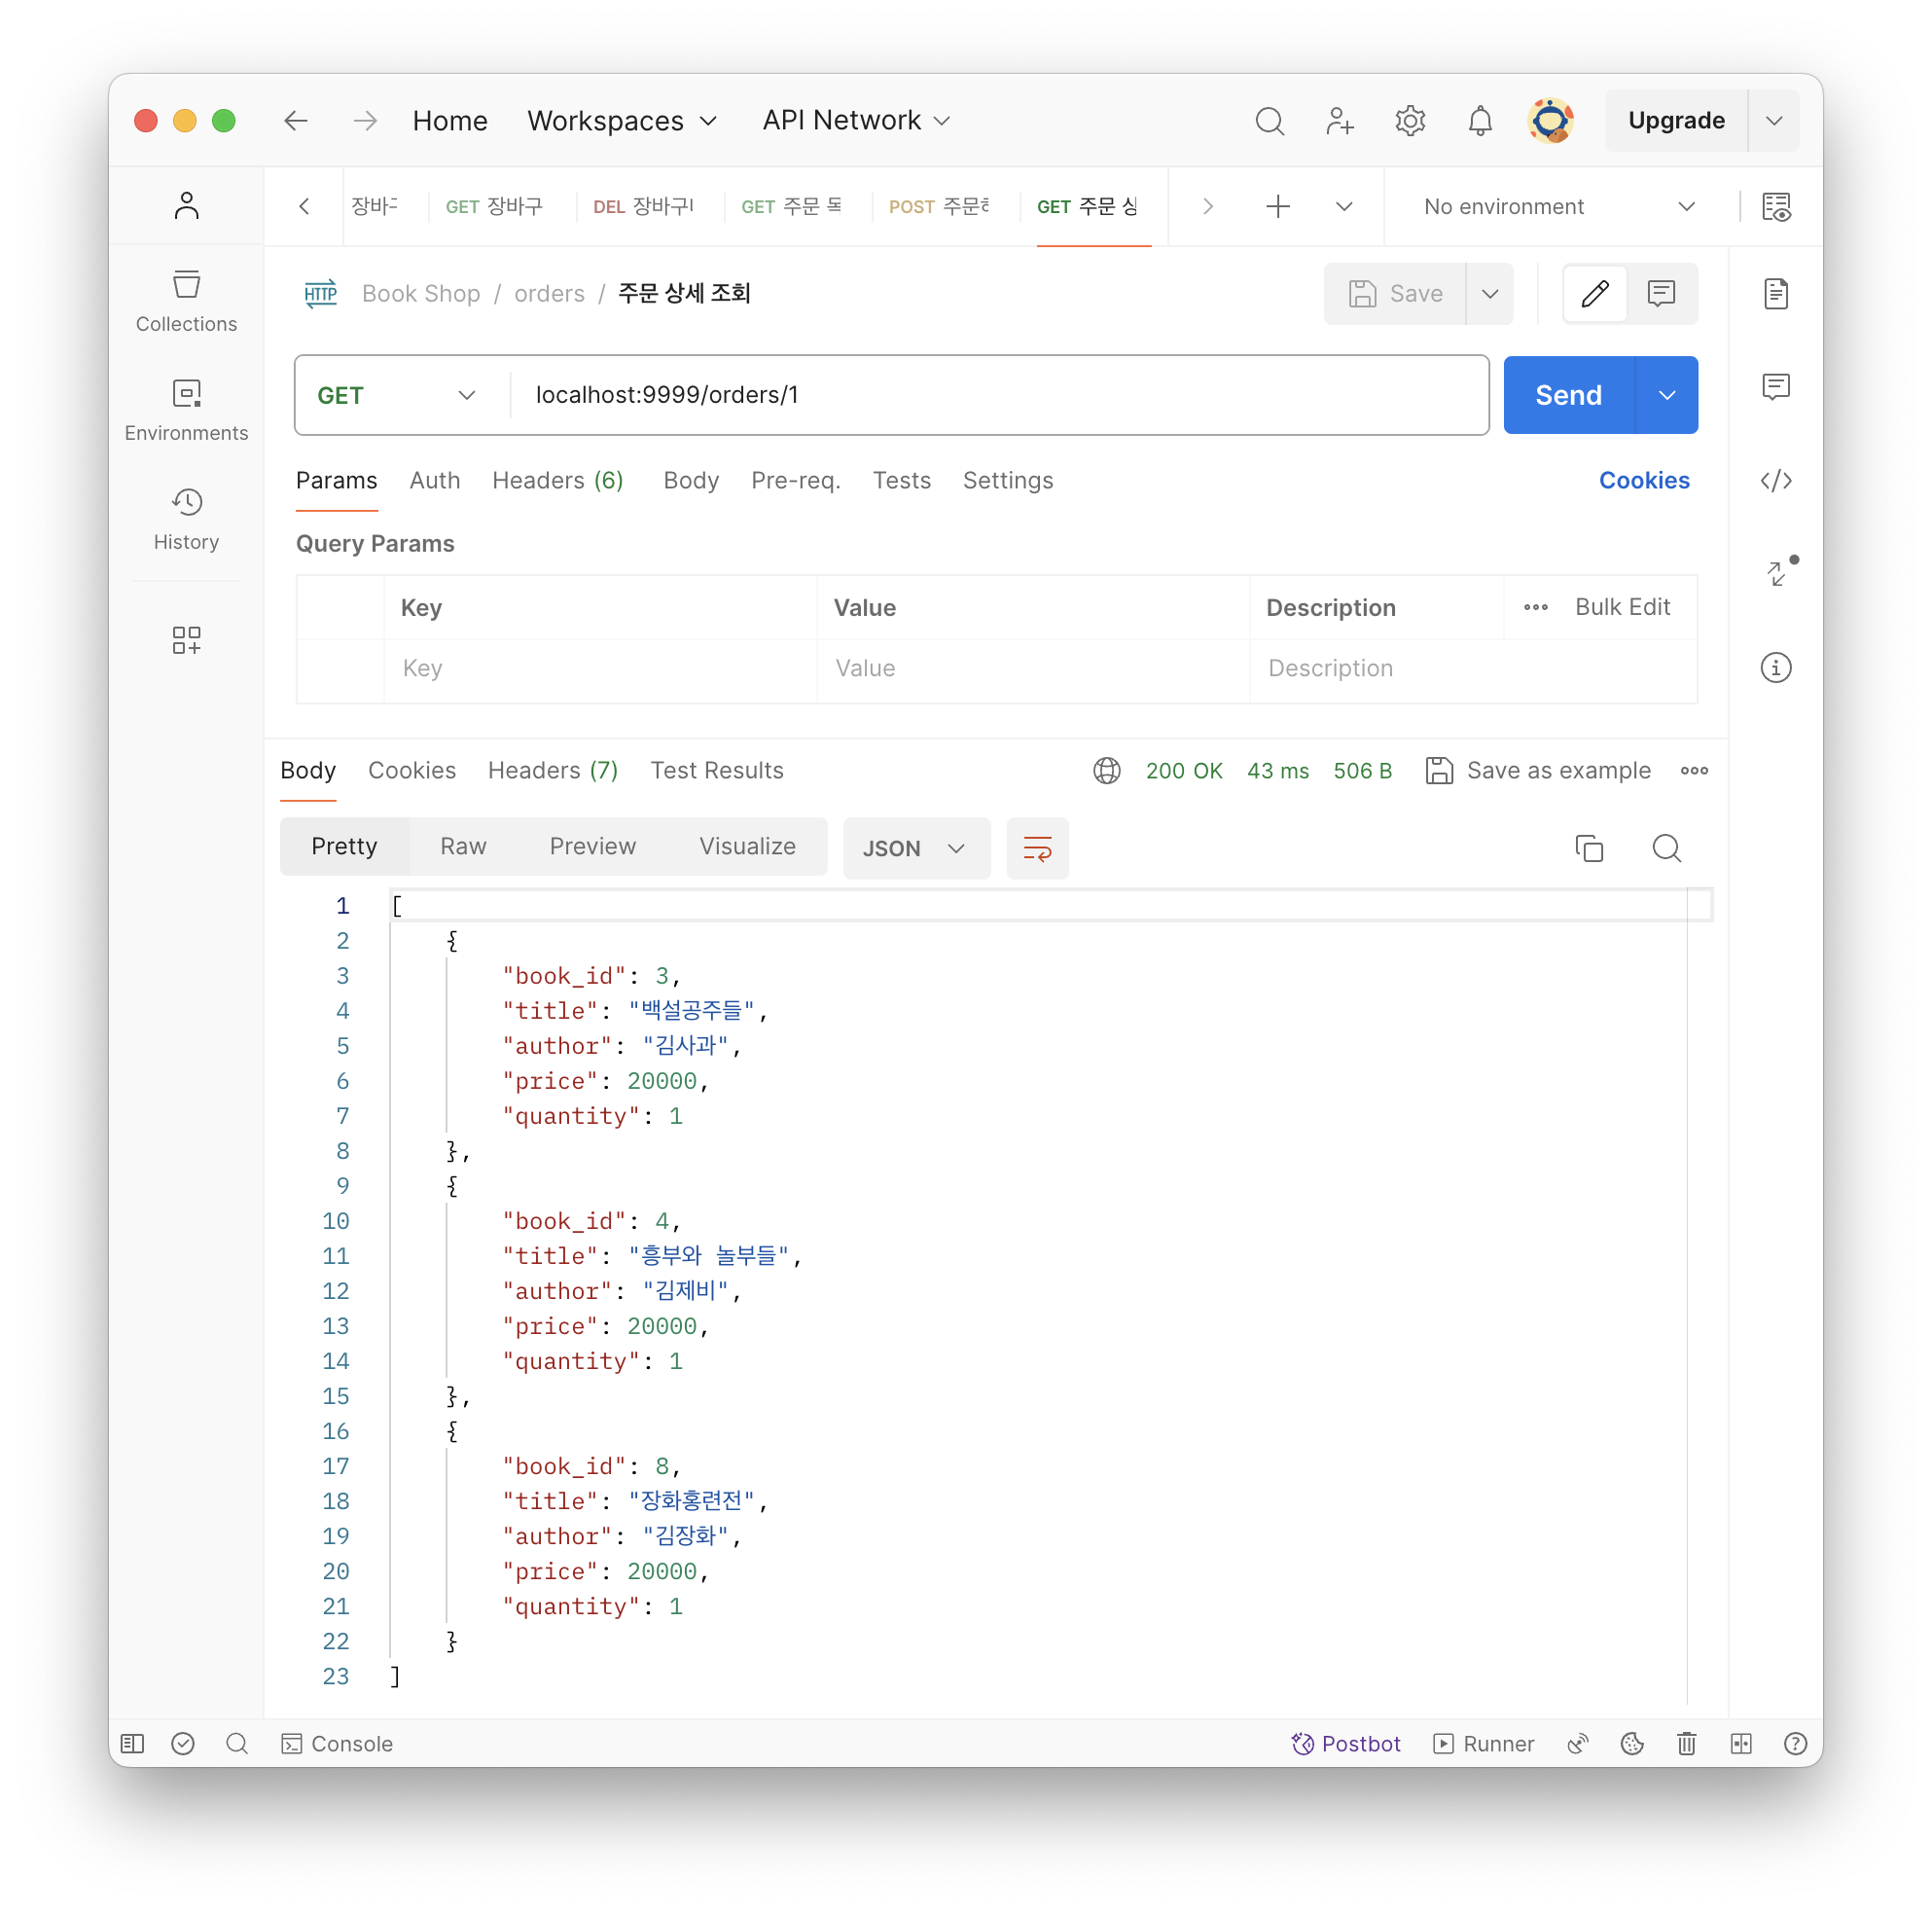 Home Workspaces API Network Upgrade
GET 장바구 DEL 장바구 GET 주문 POST 주문 GET 주문 No environment
HTTP Book Shop / orders / 주문 상세 조회 Save
Collections
GET localhost:9999/orders/1 Send
Environments
Params Auth Headers (6) Body Pre-req. Tests Settings Cookies
History
Query Params
Key Value Description Bulk Edit
Key Value Description
Body Cookies Headers (7) Test Results 200 OK 43 ms 506 B Save as example
Pretty Raw Preview Visualize JSON
1 [
2 {
3 "book_id": 3,
4 "title": "백설공주들",
5 "author": "김사과",
6 "price": 20000,
7 "quantity": 1
8 },
9 {
10 "book_id": 4,
11 "title": "흥부와 놀부들",
12 "author": "김제비",
13 "price": 20000,
14 "quantity": 1
15 },
16 {
17 "book_id": 8,
18 "title": "장화홍련전",
19 "author": "김장화",
20 "price": 20000,
21 "quantity": 1
22 }
23 ]
Console Postbot Runner